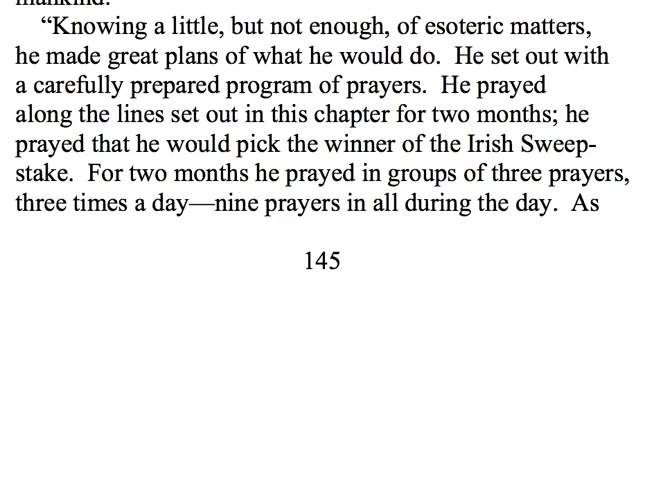 mankind.
“Knowing a little, but not enough, of esoteric matters,
he made great plans of what he would do.  He set out with
a carefully prepared program of prayers.  He prayed
along the lines set out in this chapter for two months; he
prayed that he would pick the winner of the Irish Sweep-
stake.  For two months he prayed in groups of three prayers,
three times a day—nine prayers in all during the day.  As
145